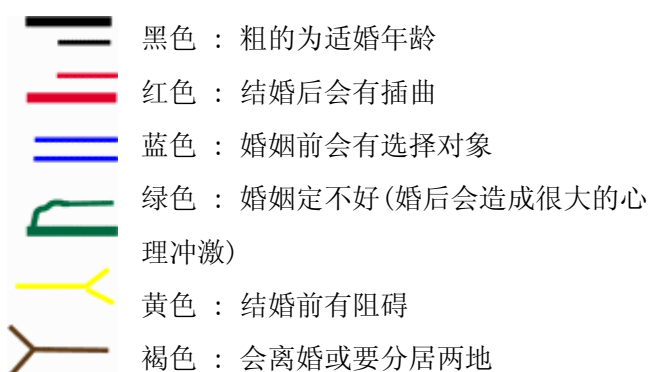 黑色 : 粗的为适婚年龄
红色 : 结婚后会有插曲
蓝色 : 婚姻前会有选择对象
绿色 : 婚姻定不好(婚后会造成很大的心
理冲激)
黄色 : 结婚前有阻碍
褐色 : 会离婚或要分居两地